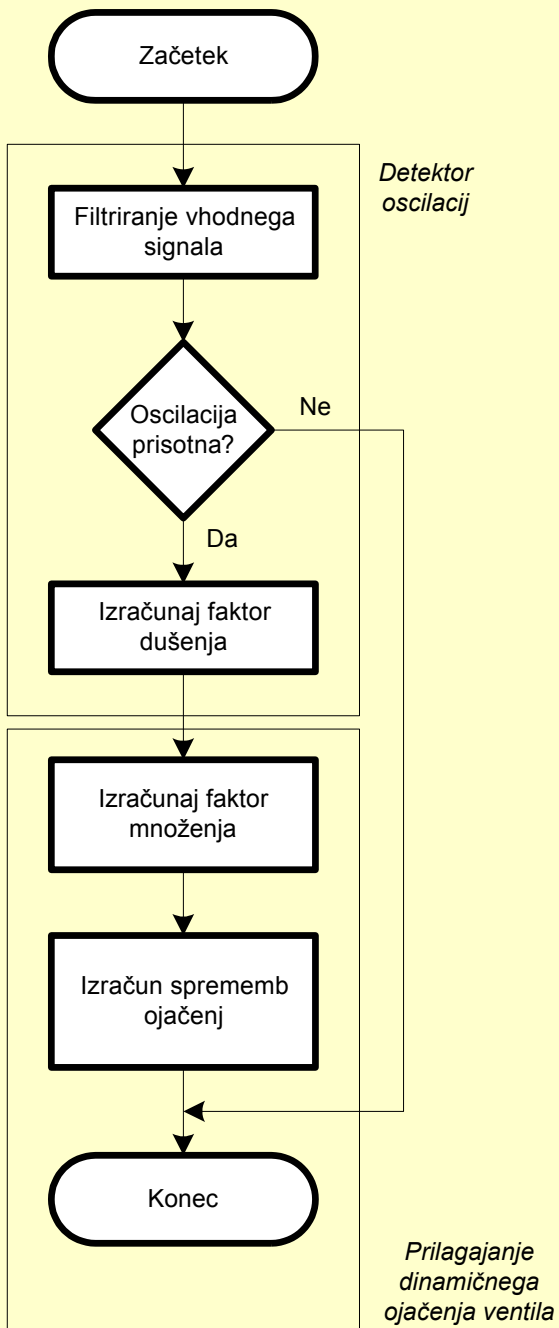 Začetek
Detektor
oscilacij
Filtriranje vhodnega
signala
Oscilacija
prisotna?
Ne
Da
Izračunaj faktor
dušenja
Izračunaj faktor
množenja
Izračun sprememb
ojačenj
Konec
Prilagajanje
dinamičnega
ojačenja ventila